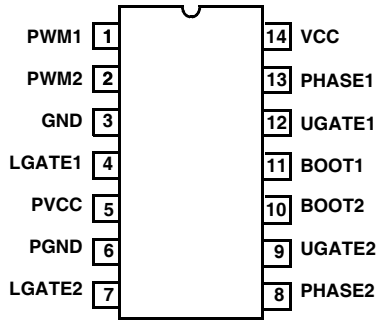 PWM1 1 14 VCC
PWM2 2 13 PHASE1
GND 3 12 UGATE1
LGATE1 4 11 BOOT1
PVCC 5 10 BOOT2
PGND 6 9 UGATE2
LGATE2 7 8 PHASE2